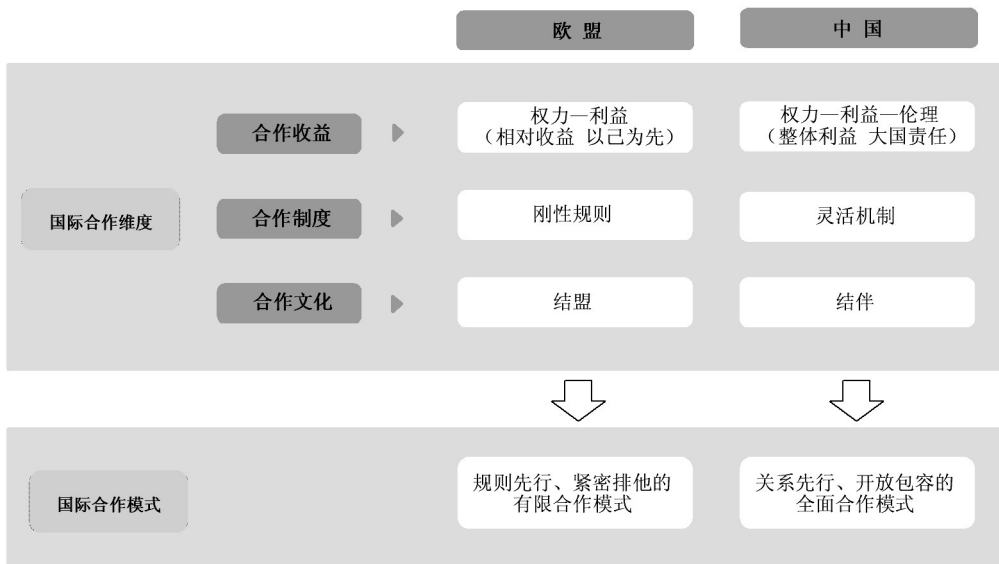 欧 盟
中 国
国际合作维度
合作收益
权力—利益
（相对收益 以己为先）
权力—利益—伦理
（整体利益 大国责任）
合作制度
刚性规则
灵活机制
合作文化
结盟
结伴
国际合作模式
规则先行、紧密排他的
有限合作模式
关系先行、开放包容的
全面合作模式